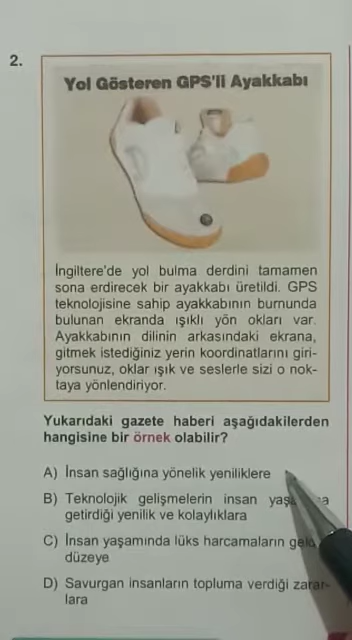 2.
Yol Gösteren GPS'li Ayakkabı
İngiltere'de yol bulma derdini tamamen
sona erdirecek bir ayakkabı üretildi. GPS
teknolojisine sahip ayakkabının burnunda
bulunan ekranda ışıklı yön okları var.
Ayakkabının dilinin arkasındaki ekrana,
gitmek istediğiniz yerin koordinatlarını giri-
yorsunuz, oklar ışık ve seslerle sizi o nok-
taya yönlendiriyor.
Yukarıdaki gazete haberi aşağıdakilerden
hangisine bir örnek olabilir?
A) İnsan sağlığına yönelik yeniliklere
B) Teknolojik gelişmelerin insan
getirdiği yenilik ve kolaylıklara
C) İnsan yaşamında lüks harcamaların
düzeye
D) Savurgan insanların topluma verdiği zarar-
lara